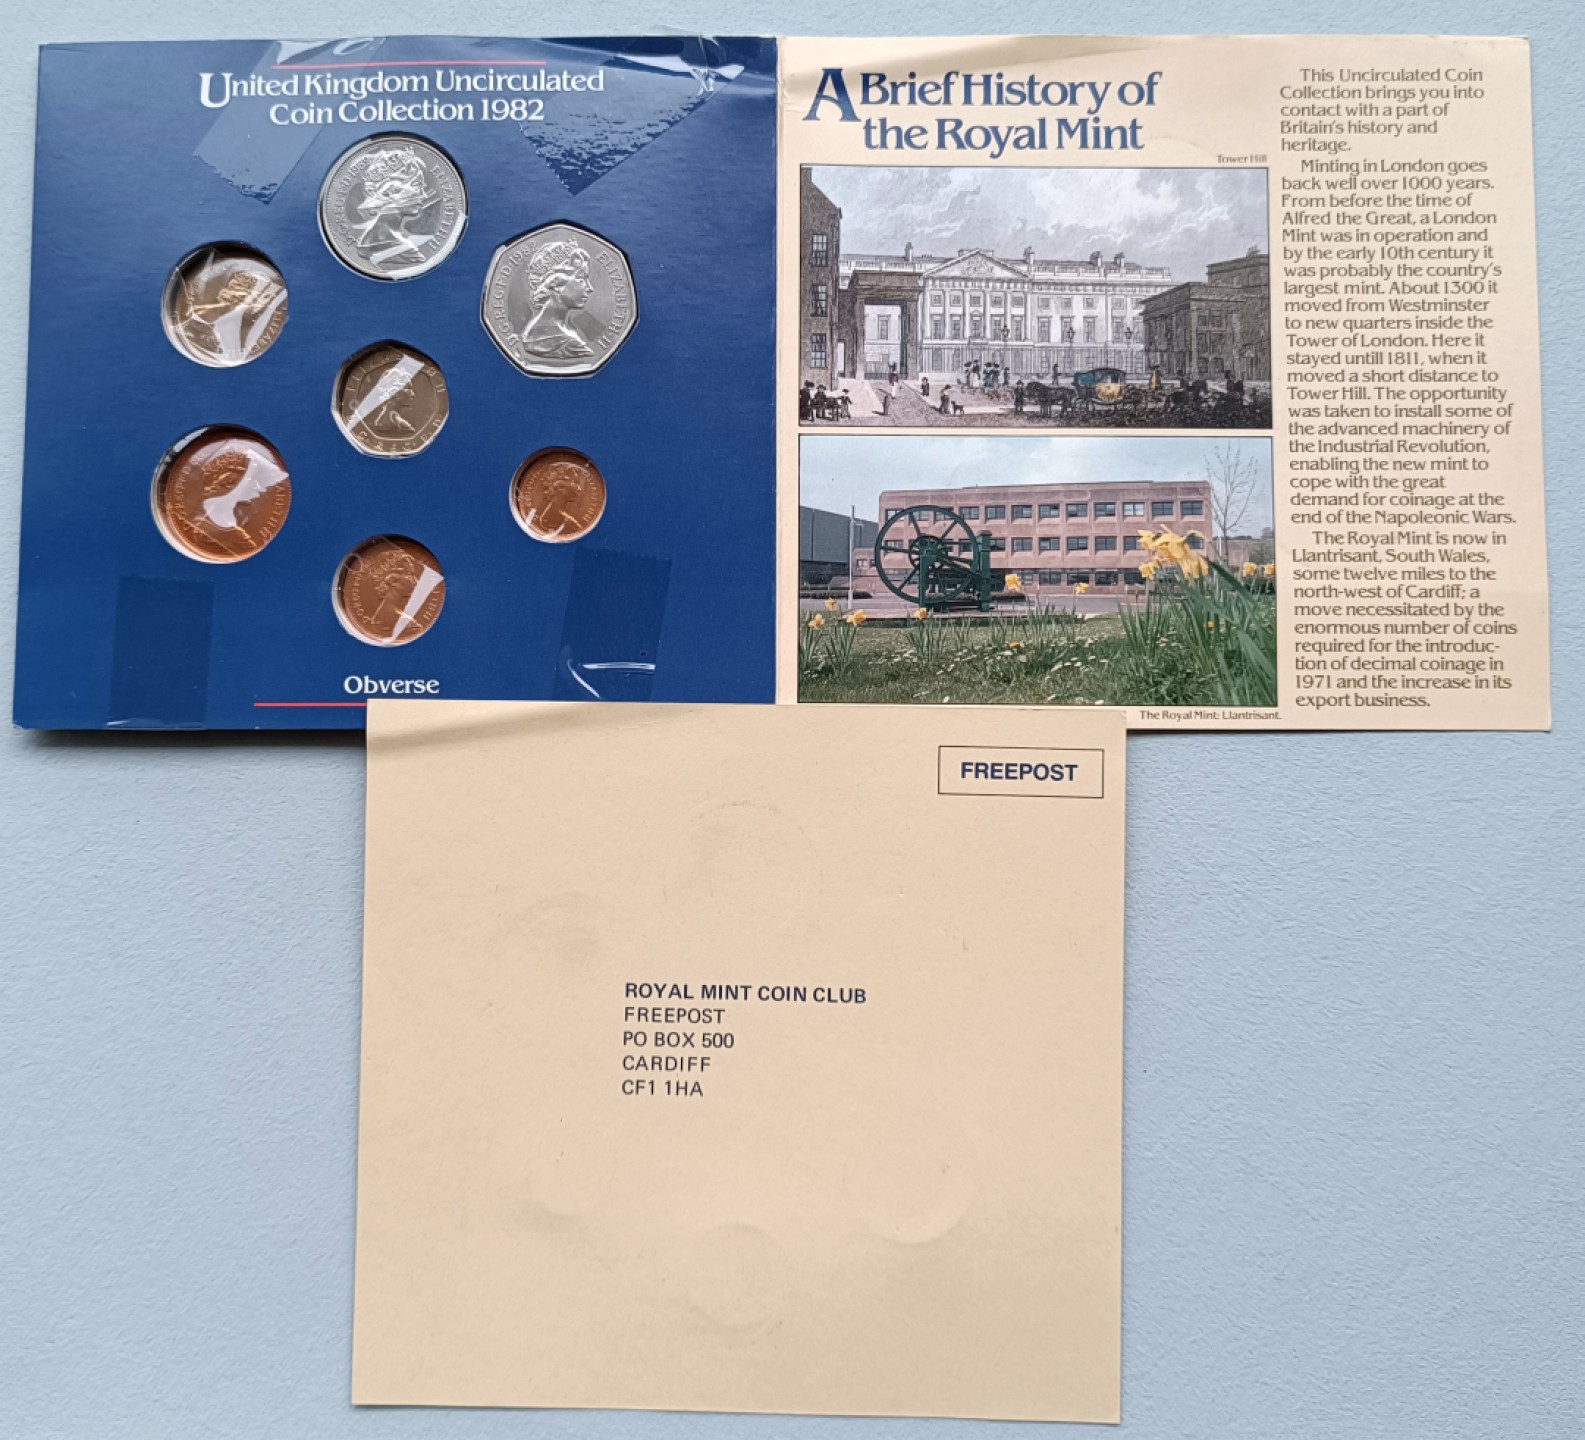 United Kingdom Uncirculated
Coin Collection 1982
D·G·REG·F·D·1982 ELIZABETH II
Obverse
A Brief History of
the Royal Mint
Tower Hill
The Royal Mint: Llantrisant.
This Uncirculated Coin
Collection brings you into
contact with a part of
Britain's history and
heritage.
Minting in London goes
back well over 1000 years.
From before the time of
Alfred the Great, a London
Mint was in operation and
by the early 10th century it
was probably the country's
largest mint. About 1300 it
moved from Westminster
to new quarters inside the
Tower of London. Here it
stayed untill 1811, when it
moved a short distance to
Tower Hill. The opportunity
was taken to install some of
the advanced machinery of
the Industrial Revolution,
enabling the new mint to
cope with the great
demand for coinage at the
end of the Napoleonic Wars.
The Royal Mint is now in
Llantrisant, South Wales,
some twelve miles to the
north-west of Cardiff; a
move necessitated by the
enormous number of coins
required for the introduc-
tion of decimal coinage in
1971 and the increase in its
export business.
FREEPOST
ROYAL MINT COIN CLUB
FREEPOST
PO BOX 500
CARDIFF
CF1 1HA